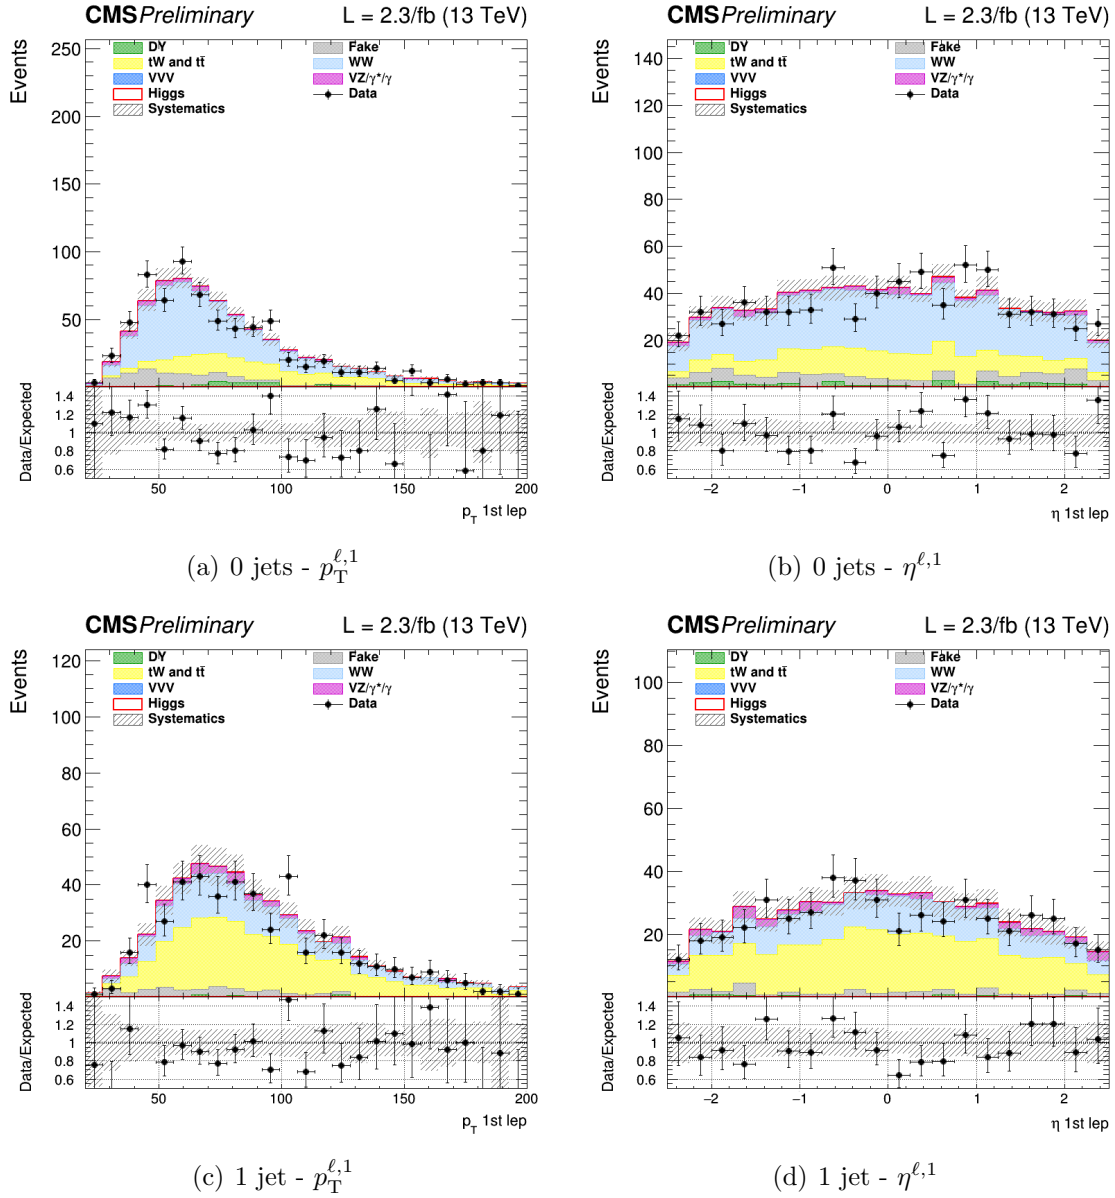 CMS Preliminary L = 2.3/fb (13 TeV)
Events
250
200
150
100
50
DY Fake
tW and tt̄ WW
VVV VZ/γ*/γ
Higgs Data
Systematics
Data/Expected
1.4
1.2
1
0.8
0.6
50 100 150 200
p_T 1st lep
(a) 0 jets - p_T^{ℓ,1}
CMS Preliminary L = 2.3/fb (13 TeV)
Events
140
120
100
80
60
40
20
DY Fake
tW and tt̄ WW
VVV VZ/γ*/γ
Higgs Data
Systematics
Data/Expected
1.4
1.2
1
0.8
0.6
−2 −1 0 1 2
η 1st lep
(b) 0 jets - η^{ℓ,1}
CMS Preliminary L = 2.3/fb (13 TeV)
Events
120
100
80
60
40
20
DY Fake
tW and tt̄ WW
VVV VZ/γ*/γ
Higgs Data
Systematics
Data/Expected
1.4
1.2
1
0.8
0.6
50 100 150 200
p_T 1st lep
(c) 1 jet - p_T^{ℓ,1}
CMS Preliminary L = 2.3/fb (13 TeV)
Events
100
80
60
40
20
DY Fake
tW and tt̄ WW
VVV VZ/γ*/γ
Higgs Data
Systematics
Data/Expected
1.4
1.2
1
0.8
0.6
−2 −1 0 1 2
η 1st lep
(d) 1 jet - η^{ℓ,1}